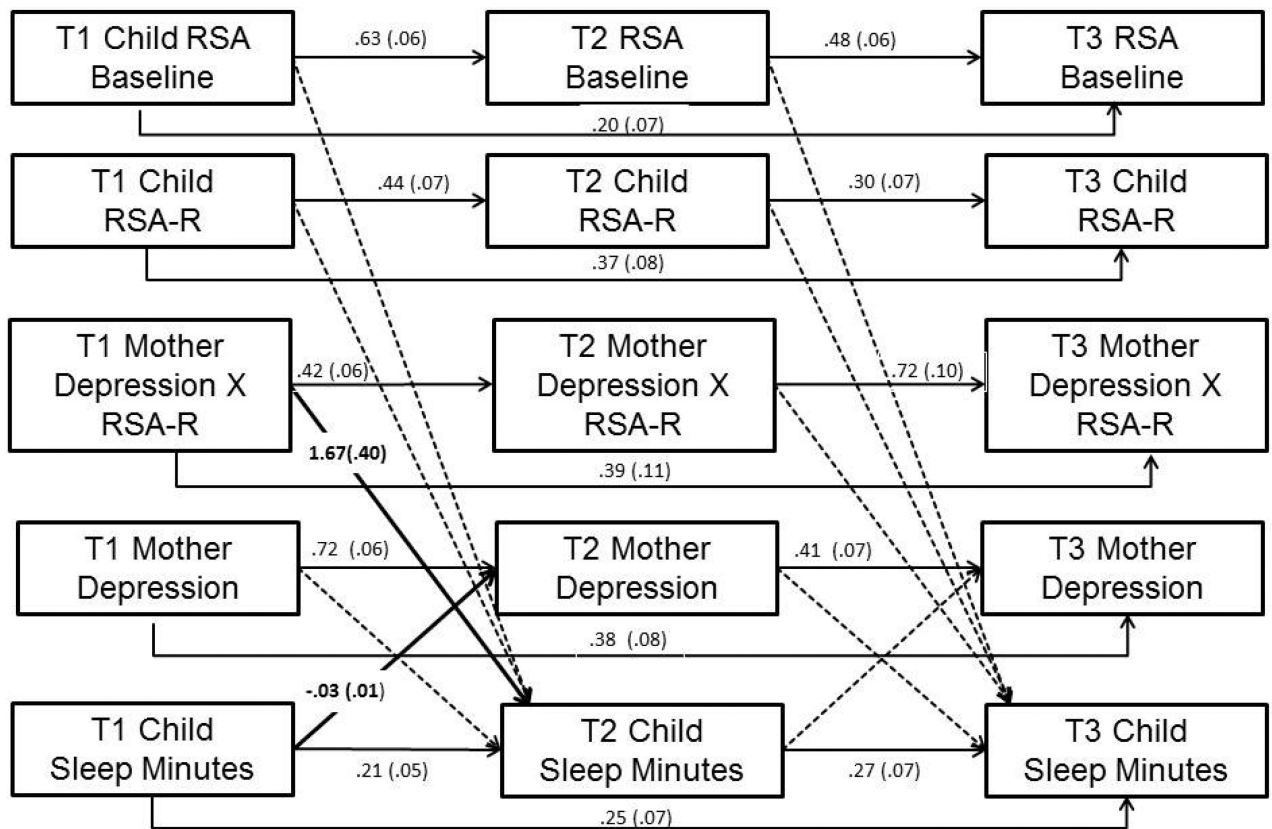 T1 Child RSA
Baseline
.63 (.06)
T2 RSA
Baseline
.48 (.06)
T3 RSA
Baseline
.20 (.07)
T1 Child
RSA-R
.44 (.07)
T2 Child
RSA-R
.30 (.07)
T3 Child
RSA-R
.37 (.08)
T1 Mother
Depression X
RSA-R
.42 (.06)
T2 Mother
Depression X
RSA-R
.72 (.10)
T3 Mother
Depression X
RSA-R
1.67(.40)
.39 (.11)
T1 Mother
Depression
.72 (.06)
T2 Mother
Depression
.41 (.07)
T3 Mother
Depression
.38 (.08)
-.03 (.01)
T1 Child
Sleep Minutes
.21 (.05)
T2 Child
Sleep Minutes
.27 (.07)
T3 Child
Sleep Minutes
.25 (.07)